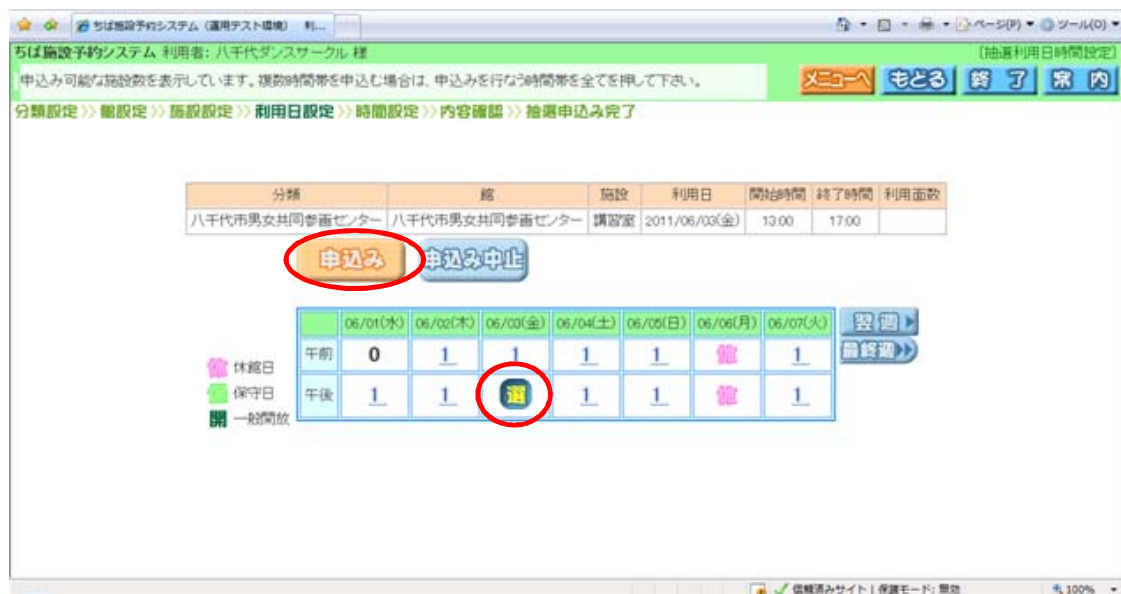 ちば施設予約システム（運用テスト環境） 利...
ページ(P) ツール(O)
ちば施設予約システム 利用者: 八千代ダンスサークル 様 [抽選利用日時間設定]
申込み可能な施設数を表示しています。複数時間帯を申込む場合は、申込みを行なう時間帯を全てを押して下さい。 メニューへ もどる 終 了 案 内
分類設定 >> 館設定 >> 施設設定 >> 利用日設定 >> 時間設定 >> 内容確認 >> 抽選申込み完了
分類 館 施設 利用日 開始時間 終了時間 利用面数
八千代市男女共同参画センター 八千代市男女共同参画センター 講習室 2011/06/03(金) 13:00 17:00
申込み 申込み中止
06/01(水) 06/02(木) 06/03(金) 06/04(土) 06/05(日) 06/06(月) 06/07(火) 翌 週
午前 0 1 1 1 1 館 1 最終週
午後 1 1 選 1 1 館 1
館 休館日
保守日
開 一般開放
信頼済みサイト | 保護モード: 無効 100%